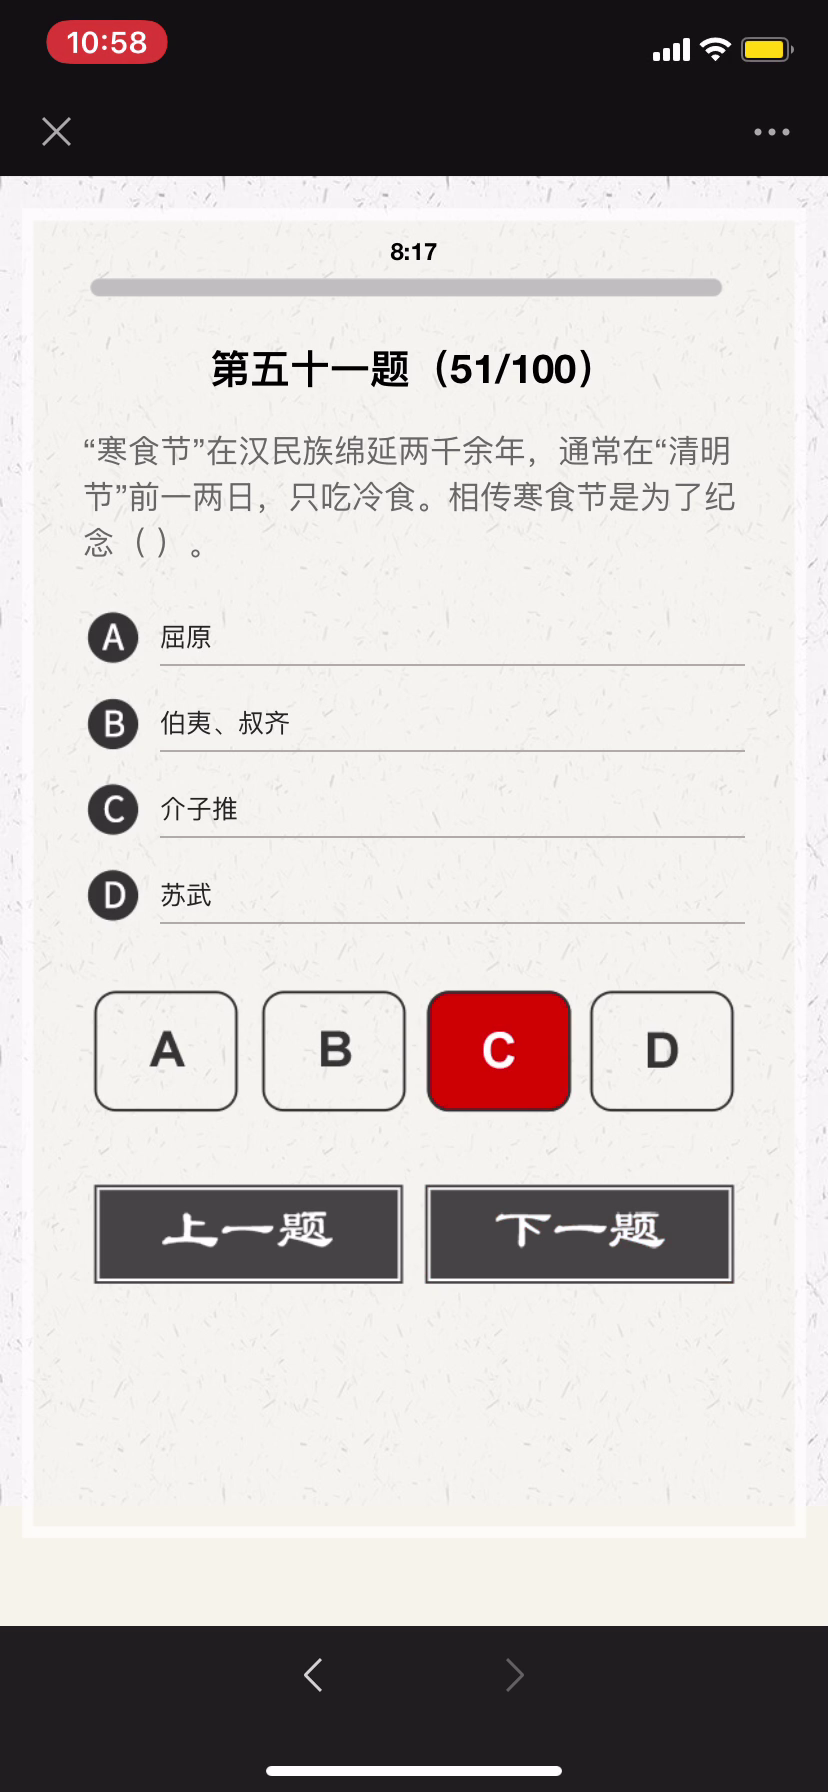 10:58
8:17
第五十一题（51/100）
“寒食节”在汉民族绵延两千余年，通常在“清明
节”前一两日，只吃冷食。相传寒食节是为了纪
念（ ）。
A 屈原
B 伯夷、叔齐
C 介子推
D 苏武
A B C D
上一题 下一题